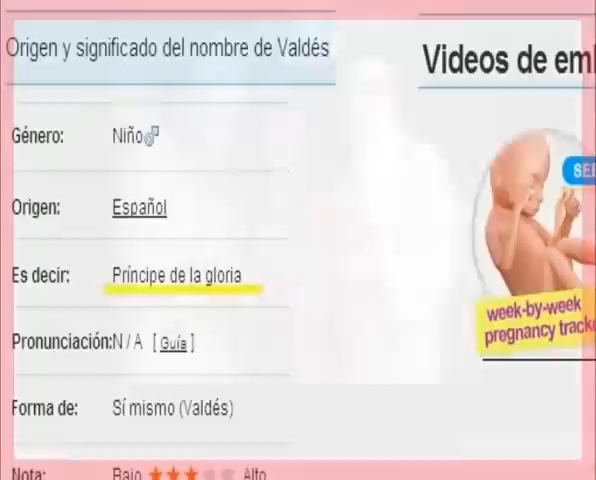 Origen y significado del nombre de Valdés
Videos de em
Género: Niño
Origen: Español
Es decir: Príncipe de la gloria
Pronunciación: N / A [ Guía ]
Forma de: Sí mismo (Valdés)
Nota: Bajo Alto
week-by-week
pregnancy track